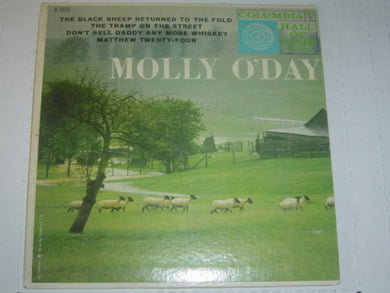 THE BLACK SHEEP RETURNED TO THE FOLD
THE TRAMP ON THE STREET
DON'T SELL DADDY ANY MORE WHISKEY
MATTHEW TWENTY-FOUR
COLUMBIA
HALL
OF
FAME
MOLLY O'DAY